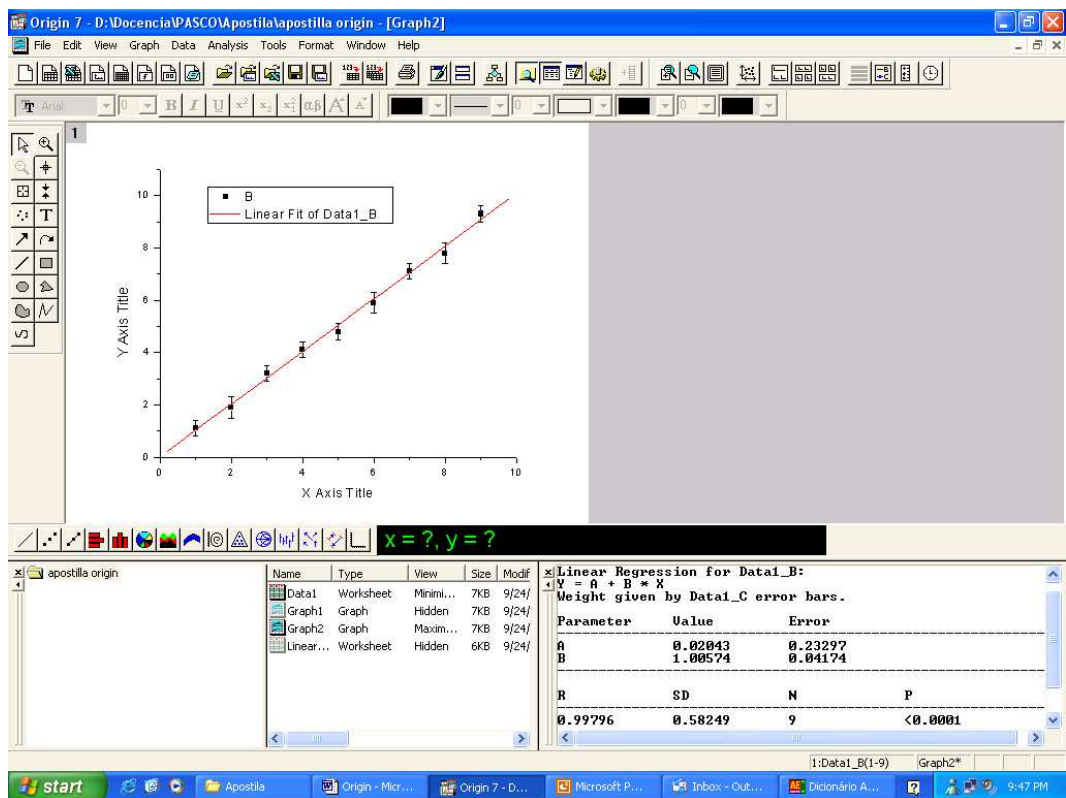 Origin 7 - D:\Docencia\PASCO\Apostila\apostilla origin - [Graph2]
File Edit View Graph Data Analysis Tools Format Window Help
Arial 0 B I U αβ A A 0 0
1
B
Linear Fit of Data1_B
10
8
6
4
2
0
Y Axis Title
0 2 4 6 8 10
X Axis Title
x = ?, y = ?
apostilla origin
Name Type View Size Modif
Data1 Worksheet Minimi... 7KB 9/24/
Graph1 Graph Hidden 7KB 9/24/
Graph2 Graph Maxim... 7KB 9/24/
Linear... Worksheet Hidden 6KB 9/24/
Linear Regression for Data1_B:
Y = A + B * X
Weight given by Data1_C error bars.
Parameter Value Error
A 0.02043 0.23297
B 1.00574 0.04174
R SD N P
0.99796 0.58249 9 <0.0001
1:Data1_B(1-9) Graph2*
start Apostila Origin - Micr... Origin 7 - D... Microsoft P... Inbox - Out... Dicionário A... 9:47 PM